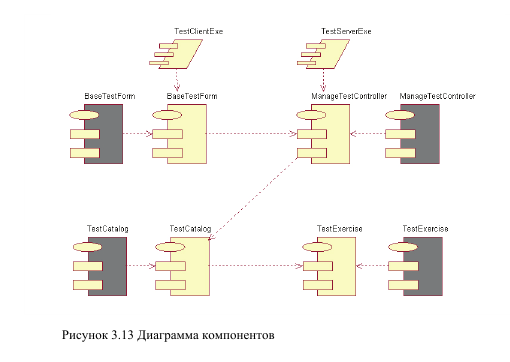 TestClientExe TestServerExe
BaseTestForm BaseTestForm ManageTestController ManageTestController
TestCatalog TestCatalog TestExercise TestExercise
Рисунок 3.13 Диаграмма компонентов